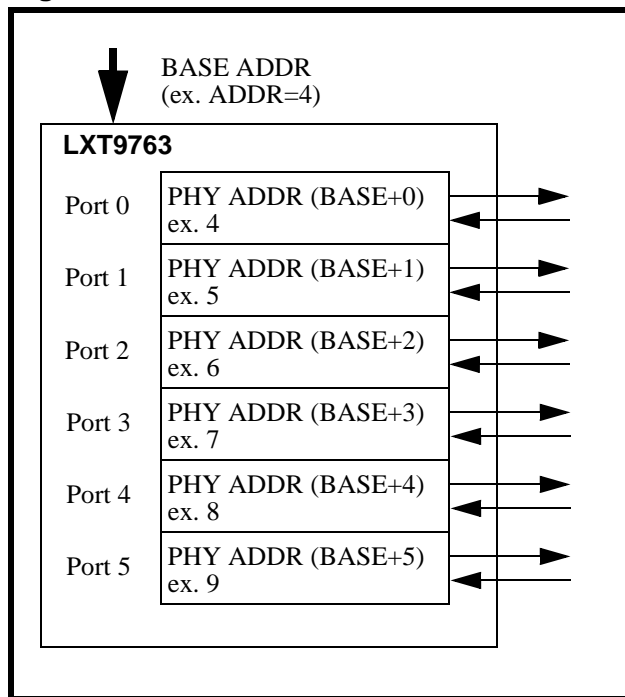 BASE ADDR
(ex. ADDR=4)
LXT9763
Port 0
PHY ADDR (BASE+0)
ex. 4
Port 1
PHY ADDR (BASE+1)
ex. 5
Port 2
PHY ADDR (BASE+2)
ex. 6
Port 3
PHY ADDR (BASE+3)
ex. 7
Port 4
PHY ADDR (BASE+4)
ex. 8
Port 5
PHY ADDR (BASE+5)
ex. 9